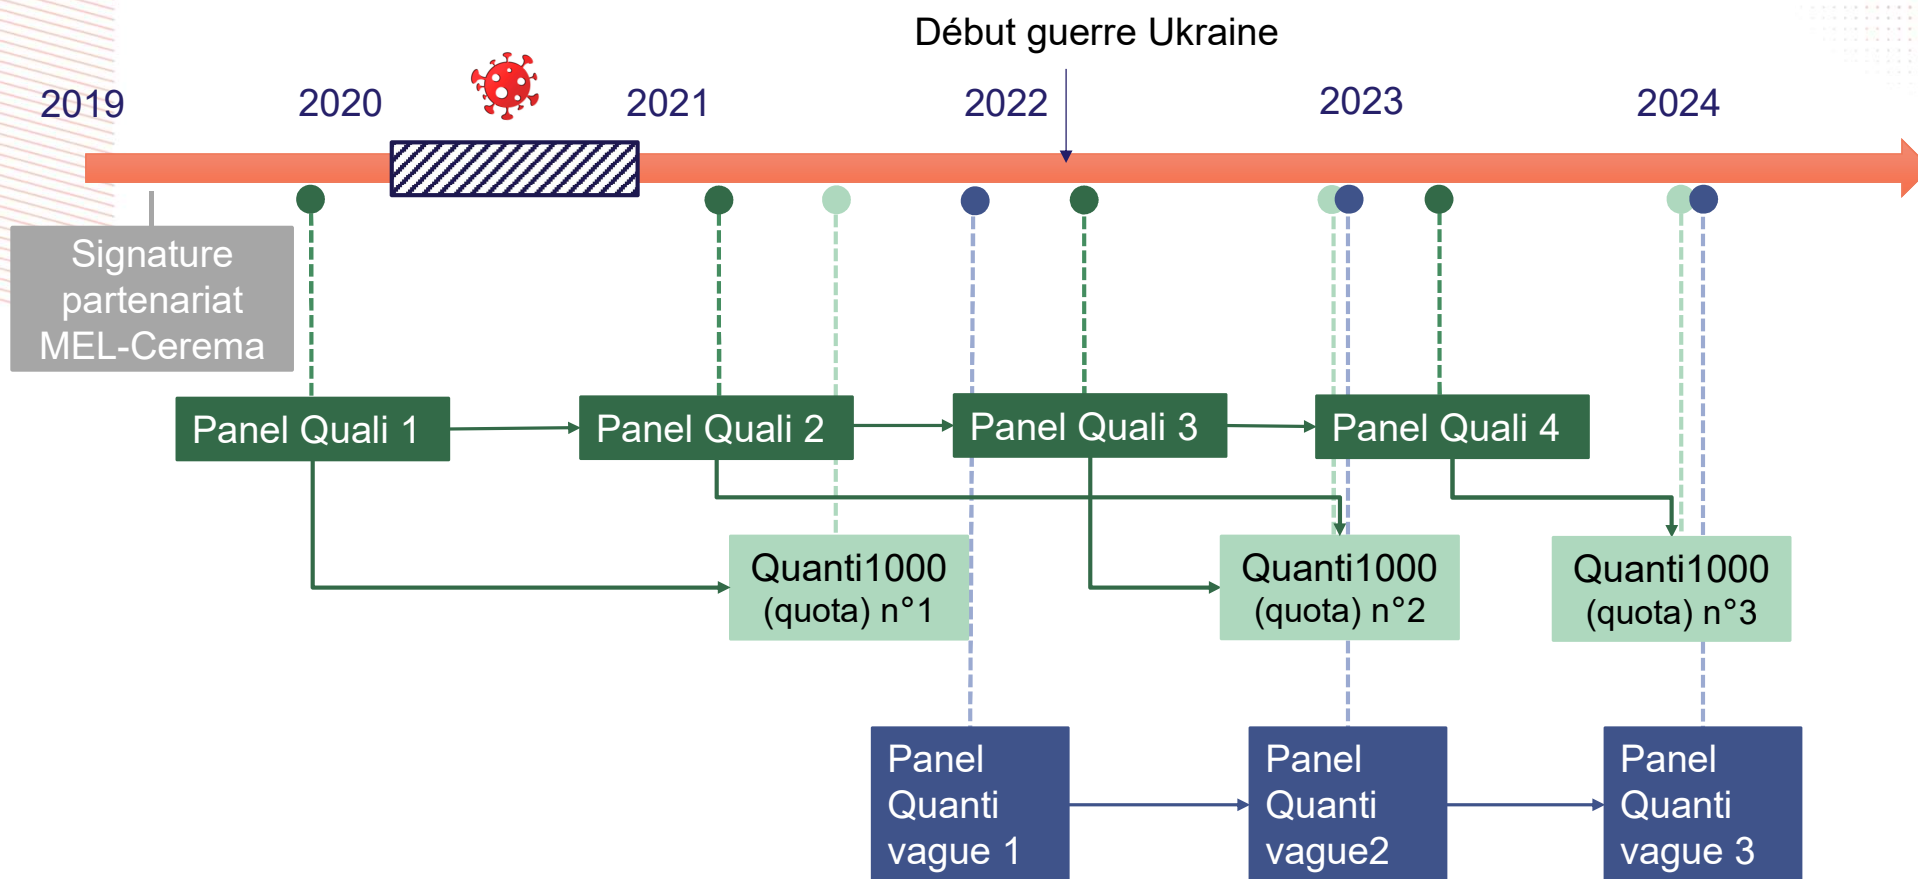 Début guerre Ukraine
2019
2020
2021
2022
2023
2024
Signature
partenariat
MEL-Cerema
Panel Quali 1
Panel Quali 2
Panel Quali 3
Panel Quali 4
Quanti1000
(quota) n°1
Quanti1000
(quota) n°2
Quanti1000
(quota) n°3
Panel
Quanti
vague 1
Panel
Quanti
vague2
Panel
Quanti
vague 3